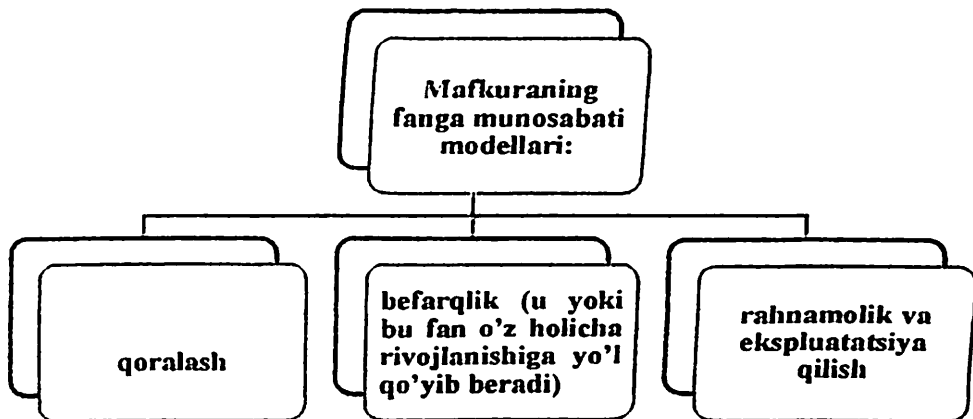 Mafkuraning
fanga munosabati
modellari:
qoralash
befarqlik (u yoki
bu fan o'z holicha
rivojlanishiga yo'l
qo'yib beradi)
rahnamolik va
ekspluatatsiya
qilish